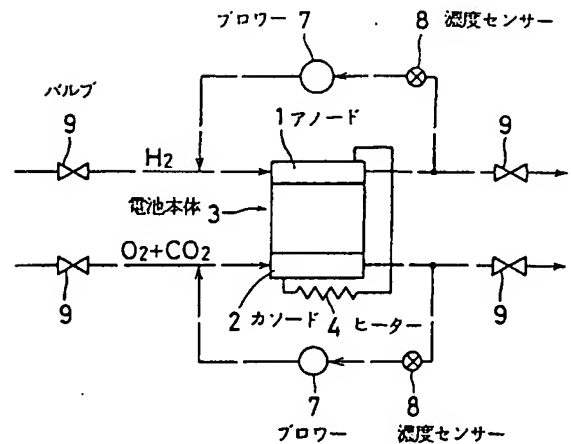 ブロワー 7
8 濃度センサー
バルブ
9
H2
1 アノード
9
電池本体 3
O2+CO2
9
2 カソード 4 ヒーター
9
7
ブロワー
8
濃度センサー